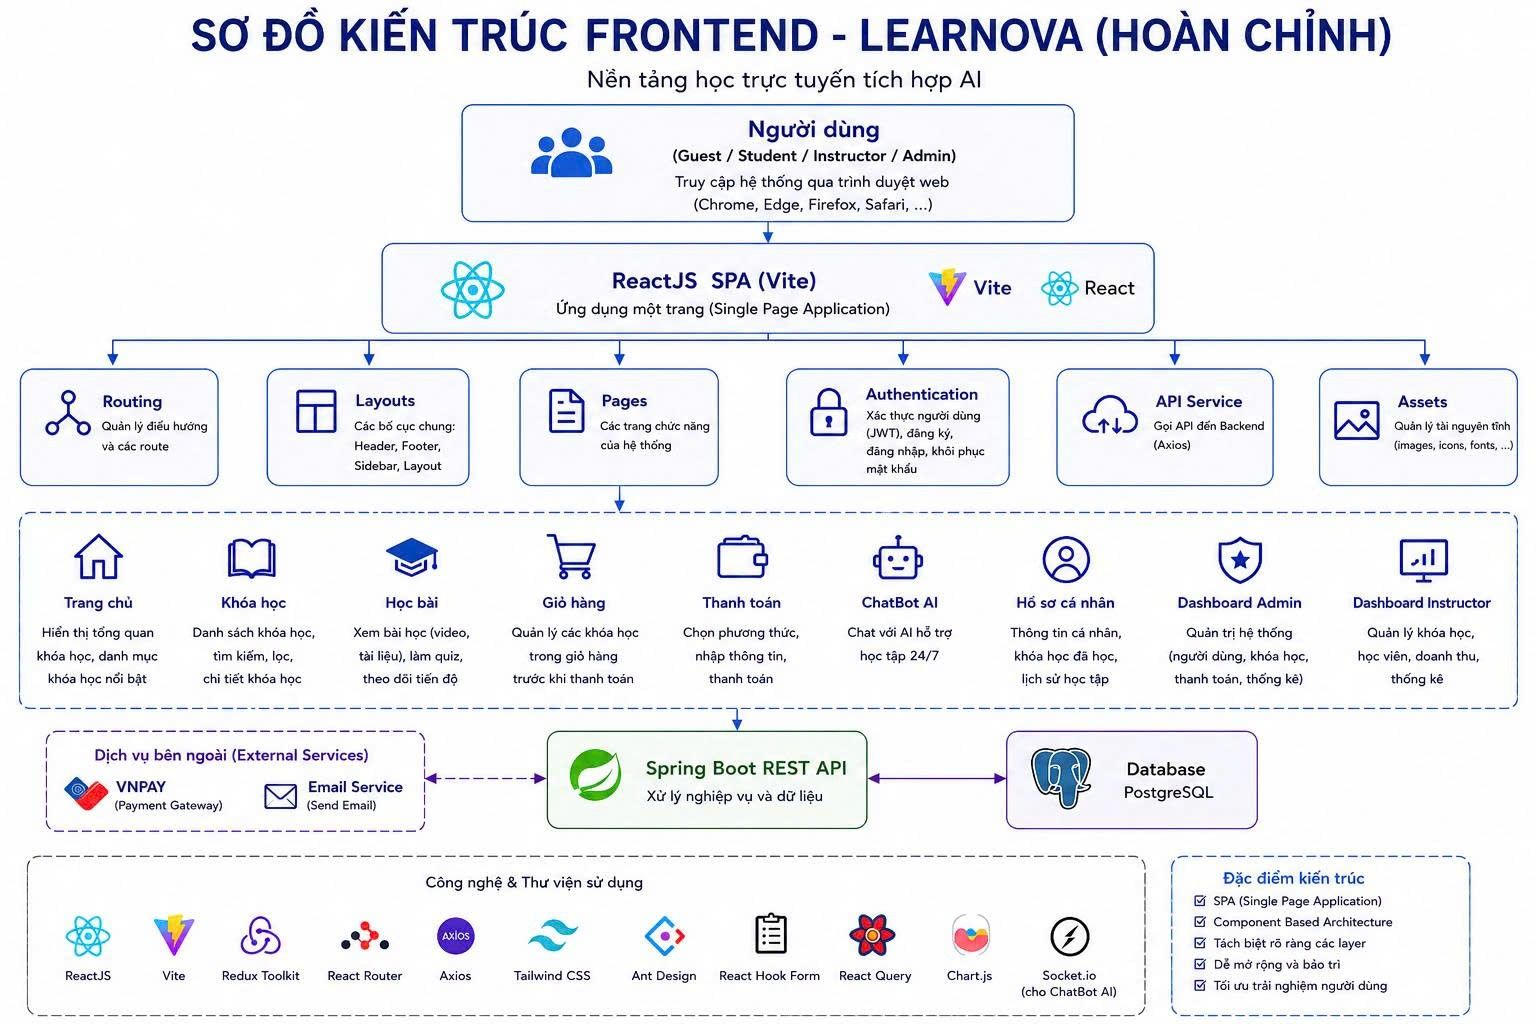 SƠ ĐỒ KIẾN TRÚC FRONTEND - LEARNOVA (HOÀN CHỈNH)
Nền tảng học trực tuyến tích hợp AI
Người dùng
(Guest / Student / Instructor / Admin)
Truy cập hệ thống qua trình duyệt web
(Chrome, Edge, Firefox, Safari, ...)
ReactJS SPA (Vite)
Ứng dụng một trang (Single Page Application)
Vite
React
Routing
Quản lý điều hướng
và các route
Layouts
Các bố cục chung:
Header, Footer,
Sidebar, Layout
Pages
Các trang chức năng
của hệ thống
Authentication
Xác thực người dùng
(JWT), đăng ký,
đăng nhập, khôi phục
mật khẩu
API Service
Gọi API đến Backend
(Axios)
Assets
Quản lý tài nguyên tĩnh
(images, icons, fonts, ...)
Trang chủ
Hiển thị tổng quan
khóa học, danh mục
khóa học nổi bật
Khóa học
Danh sách khóa học,
tìm kiếm, lọc,
chi tiết khóa học
Học bài
Xem bài học (video,
tài liệu), làm quiz,
theo dõi tiến độ
Giỏ hàng
Quản lý các khóa học
trong giỏ hàng
trước khi thanh toán
Thanh toán
Chọn phương thức,
nhập thông tin,
thanh toán
ChatBot AI
Chat với AI hỗ trợ
học tập 24/7
Hồ sơ cá nhân
Thông tin cá nhân,
khóa học đã học,
lịch sử học tập
Dashboard Admin
Quản trị hệ thống
(người dùng, khóa học,
thanh toán, thống kê)
Dashboard Instructor
Quản lý khóa học,
học viên, doanh thu,
thống kê
Dịch vụ bên ngoài (External Services)
VNPAY
(Payment Gateway)
Email Service
(Send Email)
Spring Boot REST API
Xử lý nghiệp vụ và dữ liệu
Database
PostgreSQL
Công nghệ & Thư viện sử dụng
ReactJS
Vite
Redux Toolkit
React Router
AXIOS
Axios
Tailwind CSS
Ant Design
React Hook Form
React Query
Chart.js
Socket.io
(cho ChatBot AI)
Đặc điểm kiến trúc
SPA (Single Page Application)
Component Based Architecture
Tách biệt rõ ràng các layer
Dễ mở rộng và bảo trì
Tối ưu trải nghiệm người dùng